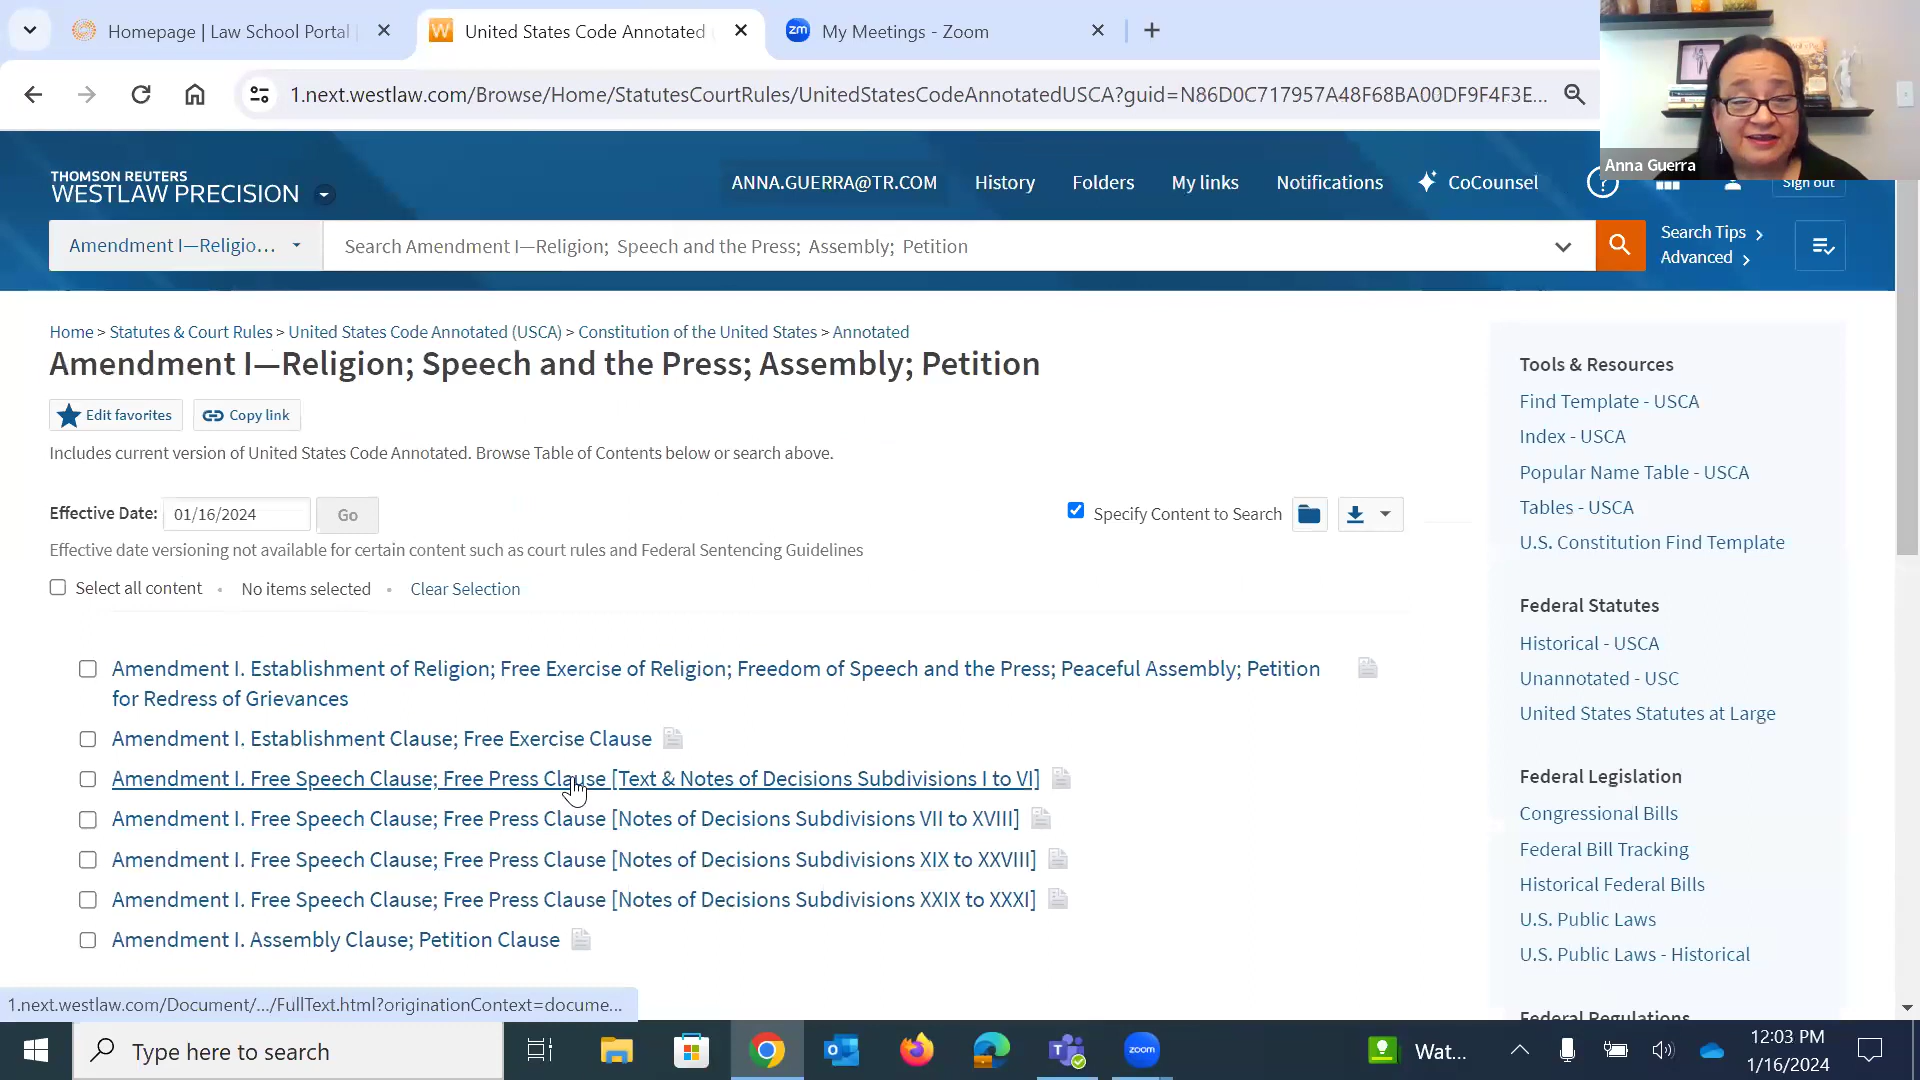 Homepage | Law School Portal
United States Code Annotated
My Meetings - Zoom
1.next.westlaw.com/Browse/Home/StatutesCourtRules/UnitedStatesCodeAnnotatedUSCA?guid=N86D0C717957A48F68BA00DF9F4F3E...
Anna Guerra
THOMSON REUTERS
WESTLAW PRECISION
ANNA.GUERRA@TR.COM
History
Folders
My links
Notifications
CoCounsel
Sign out
Amendment I—Religio...
Search Amendment I—Religion; Speech and the Press; Assembly; Petition
Search Tips
Advanced
Home > Statutes & Court Rules > United States Code Annotated (USCA) > Constitution of the United States > Annotated
Amendment I—Religion; Speech and the Press; Assembly; Petition
Edit favorites
Copy link
Includes current version of United States Code Annotated. Browse Table of Contents below or search above.
Effective Date: 01/16/2024 Go
Specify Content to Search
Effective date versioning not available for certain content such as court rules and Federal Sentencing Guidelines
Select all content • No items selected • Clear Selection
Amendment I. Establishment of Religion; Free Exercise of Religion; Freedom of Speech and the Press; Peaceful Assembly; Petition
for Redress of Grievances
Amendment I. Establishment Clause; Free Exercise Clause
Amendment I. Free Speech Clause; Free Press Clause [Text & Notes of Decisions Subdivisions I to VI]
Amendment I. Free Speech Clause; Free Press Clause [Notes of Decisions Subdivisions VII to XVIII]
Amendment I. Free Speech Clause; Free Press Clause [Notes of Decisions Subdivisions XIX to XXVIII]
Amendment I. Free Speech Clause; Free Press Clause [Notes of Decisions Subdivisions XXIX to XXXI]
Amendment I. Assembly Clause; Petition Clause
Tools & Resources
Find Template - USCA
Index - USCA
Popular Name Table - USCA
Tables - USCA
U.S. Constitution Find Template
Federal Statutes
Historical - USCA
Unannotated - USC
United States Statutes at Large
Federal Legislation
Congressional Bills
Federal Bill Tracking
Historical Federal Bills
U.S. Public Laws
U.S. Public Laws - Historical
Federal Regulations
1.next.westlaw.com/Document/.../FullText.html?originationContext=docume...
Type here to search
zoom
Wat...
12:03 PM
1/16/2024